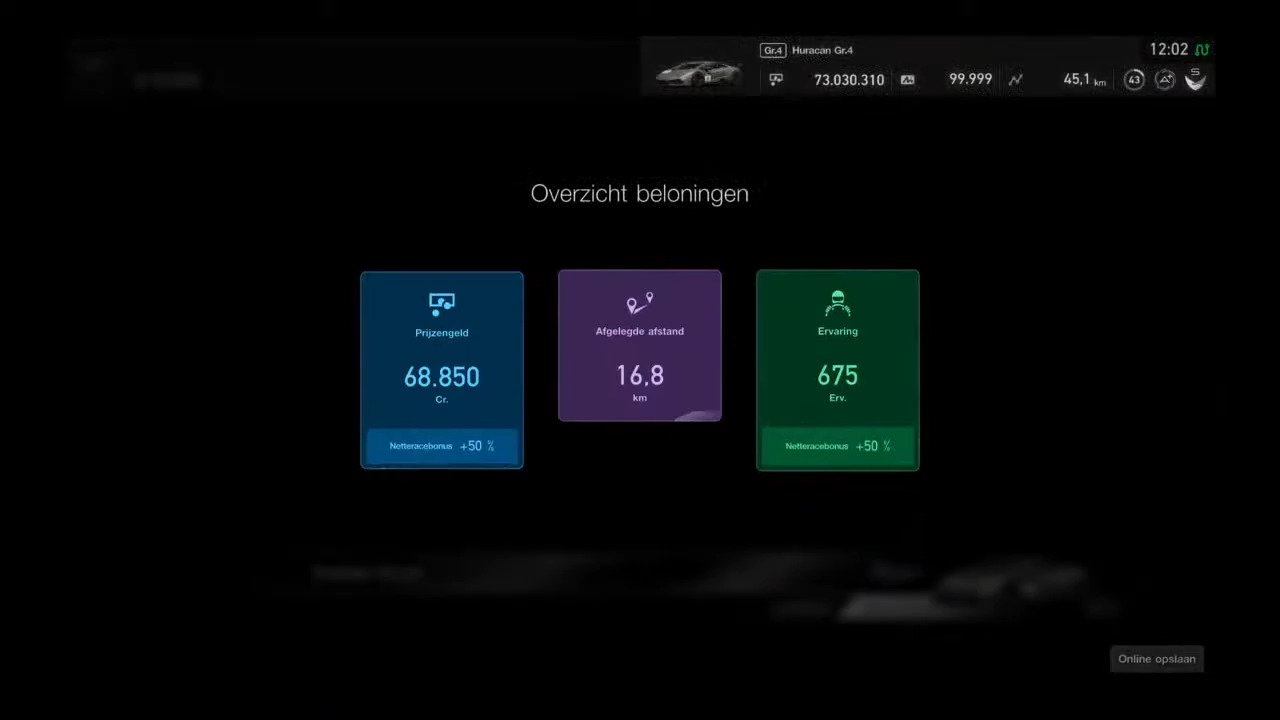 Gr.4 Huracan Gr.4
12:02
73.030.310 99.999 45,1 km 43 S
Overzicht beloningen
Prijzengeld
68.850
Cr.
Netteracebonus +50 %
Afgelegde afstand
16,8
km
Ervaring
675
Erv.
Netteracebonus +50 %
Online opslaan